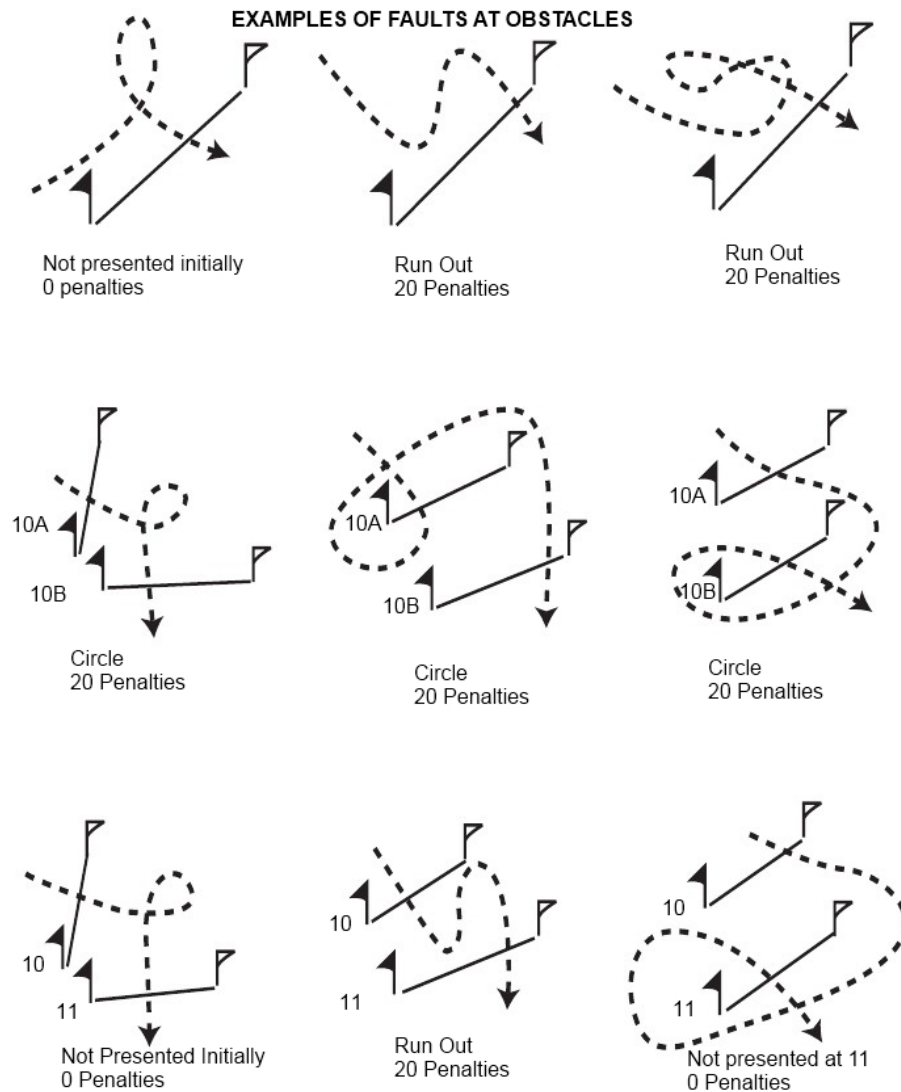 EXAMPLES OF FAULTS AT OBSTACLES
Not presented initially
0 penalties
Run Out
20 Penalties
Run Out
20 Penalties
10A
10B
Circle
20 Penalties
10A
10B
Circle
20 Penalties
10A
10B
Circle
20 Penalties
10
11
Not Presented Initially
0 Penalties
10
11
Run Out
20 Penalties
10
11
Not presented at 11
0 Penalties